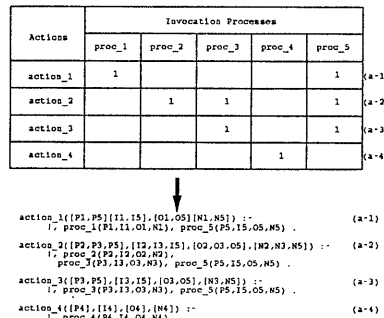 Invocation Processes
Actions
proc_1 proc_2 proc_3 proc_4 proc_5
action_1 1 1 (a-1
action_2 1 1 1 (a-2
action_3 1 1 (a-3
action_4 1 (a-4
action_1([P1,P5][I1,I5],[O1,O5][N1,N5]) :- (a-1)
!, proc_1(P1,I1,O1,N1), proc_5(P5,I5,O5,N5) .
action_2([P2,P3,P5],[I2,I3,I5],[O2,O3,O5],[N2,N3,N5]) :- (a-2)
!, proc_2(P2,I2,O2,N2),
proc_3(P3,I3,O3,N3), proc_5(P5,I5,O5,N5) .
action_3([P3,P5],[I3,I5],[O3,O5],[N3,N5]) :- (a-3)
!, proc_3(P3,I3,O3,N3), proc_5(P5,I5,O5,N5) .
action_4([P4],[I4],[O4],[N4]) :- (a-4)
!, proc_4(P4,I4,O4,N4)